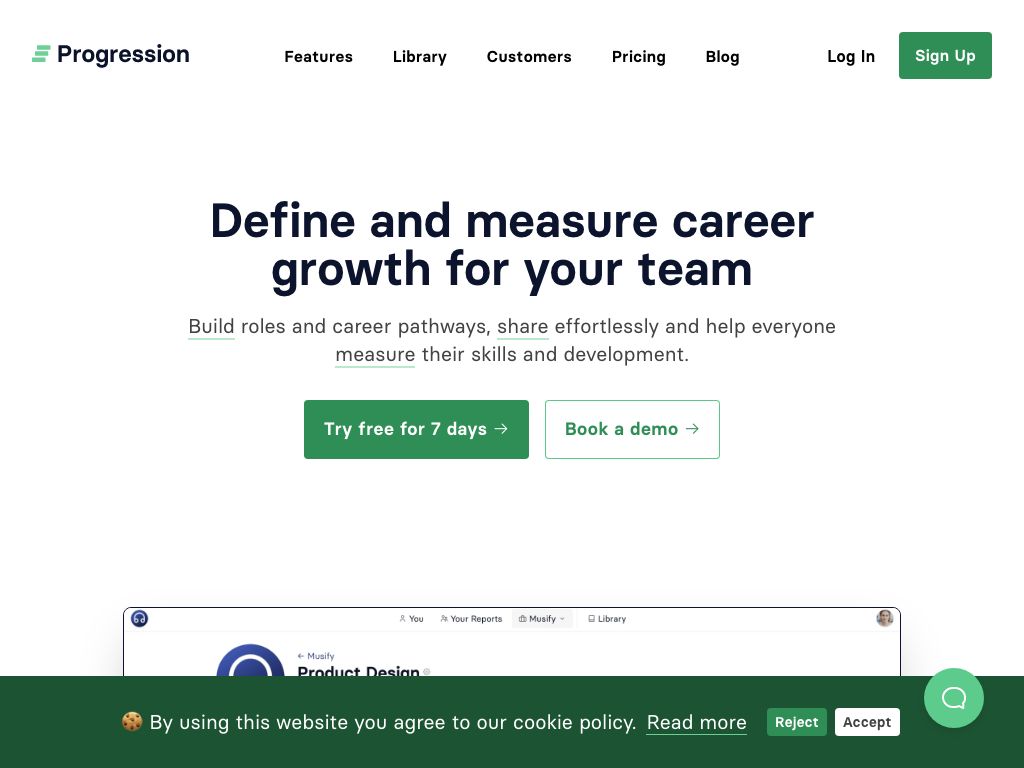 Progression
Features Library Customers Pricing Blog
Log In Sign Up
Define and measure career
growth for your team
Build roles and career pathways, share effortlessly and help everyone
measure their skills and development.
Try free for 7 days →
Book a demo →
You Your Reports Musify Library
← Musify
Product Design
🍪 By using this website you agree to our cookie policy. Read more
Reject Accept